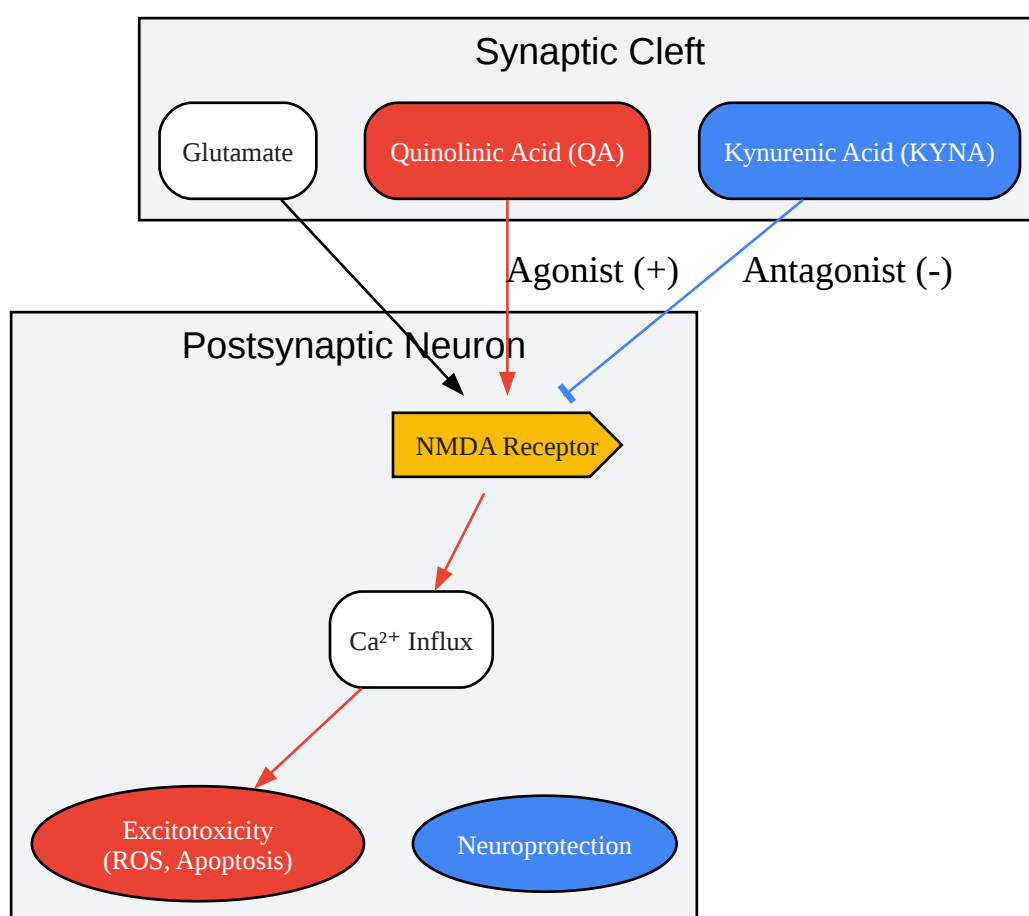 Synaptic Cleft
Glutamate
Quinolinic Acid (QA)
Kynurenic Acid (KYNA)
Agonist (+)
Antagonist (-)
Postsynaptic Neuron
NMDA Receptor
Ca²⁺ Influx
Excitotoxicity
(ROS, Apoptosis)
Neuroprotection